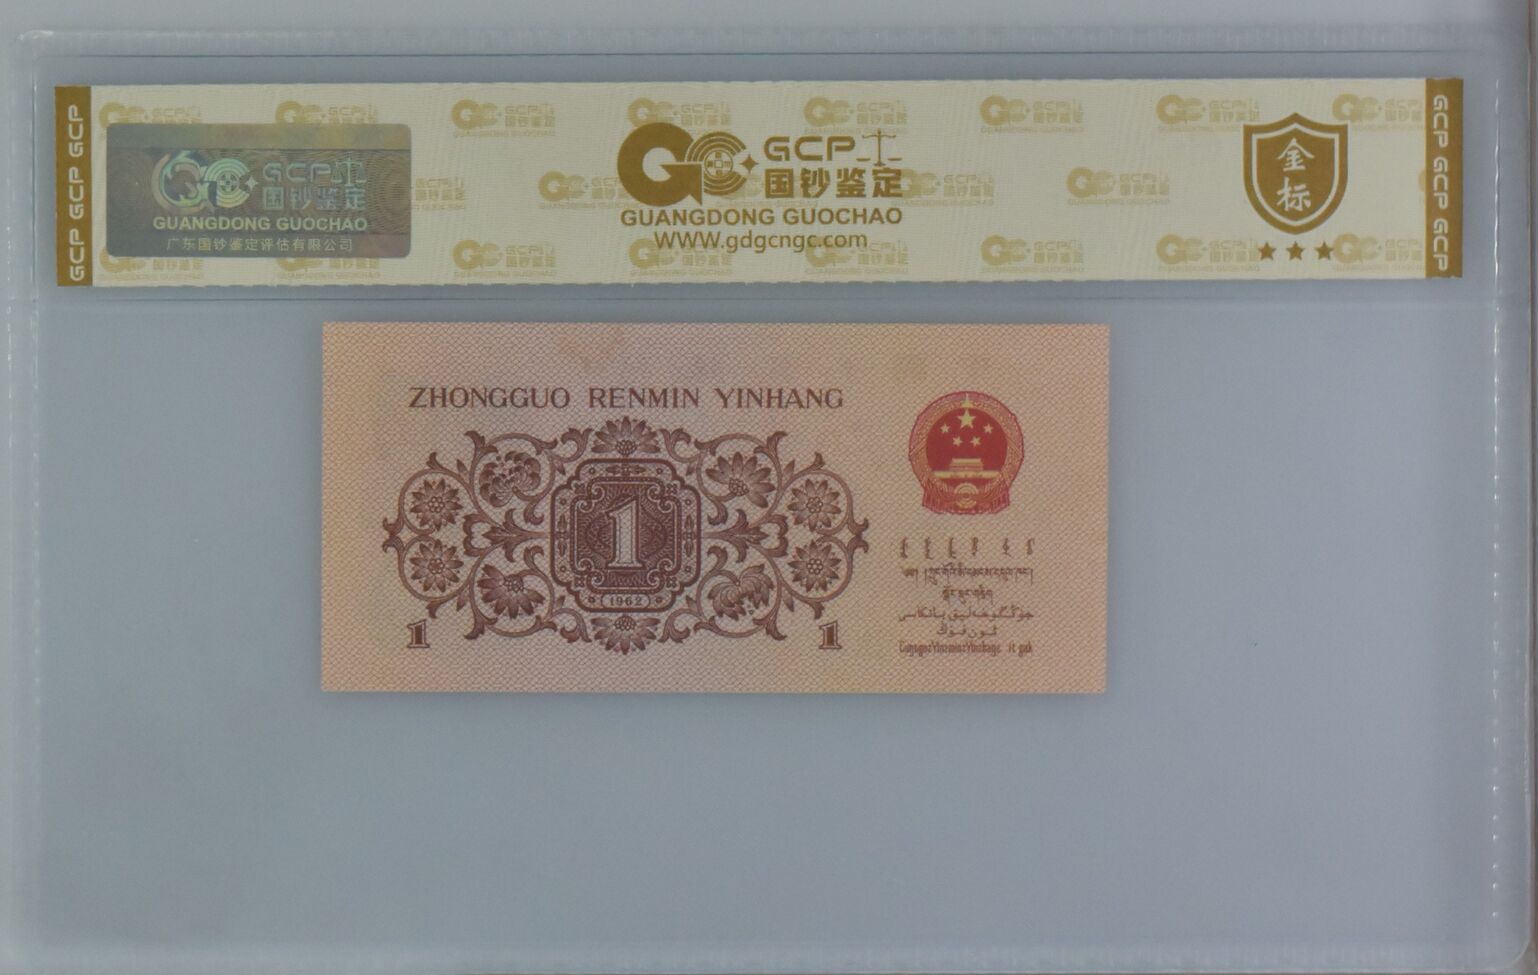 GCP GCP GCP
GCP
国钞鉴定
GUANGDONG GUOCHAO
广东国钞鉴定评估有限公司
GCP
国钞鉴定
GUANGDONG GUOCHAO
WWW.gdgcngc.com
金
标
GCP GCP GCP
ZHONGGUO RENMIN YINHANG
1
1962
1
1